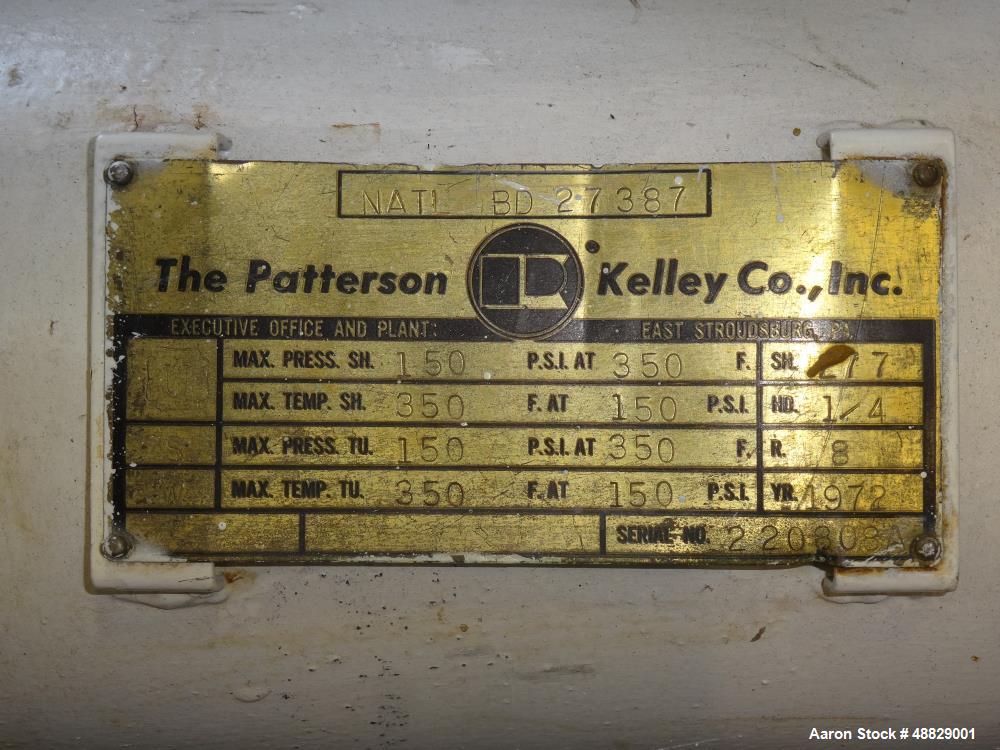 NATL BD 27387
The Patterson Kelley Co., Inc.
EXECUTIVE OFFICE AND PLANT: EAST STROUDSBURG, PA.
MAX. PRESS. SH. 150 P.S.I. AT 350 F. SH.
MAX. TEMP. SH. 350 F. AT 150 P.S.I. HD. 1/4
MAX. PRESS. TU. 150 P.S.I. AT 350 F. R. 8
MAX. TEMP. TU. 350 F. AT 150 P.S.I. YR. 1972
SERIAL NO.
Aaron Stock # 48829001